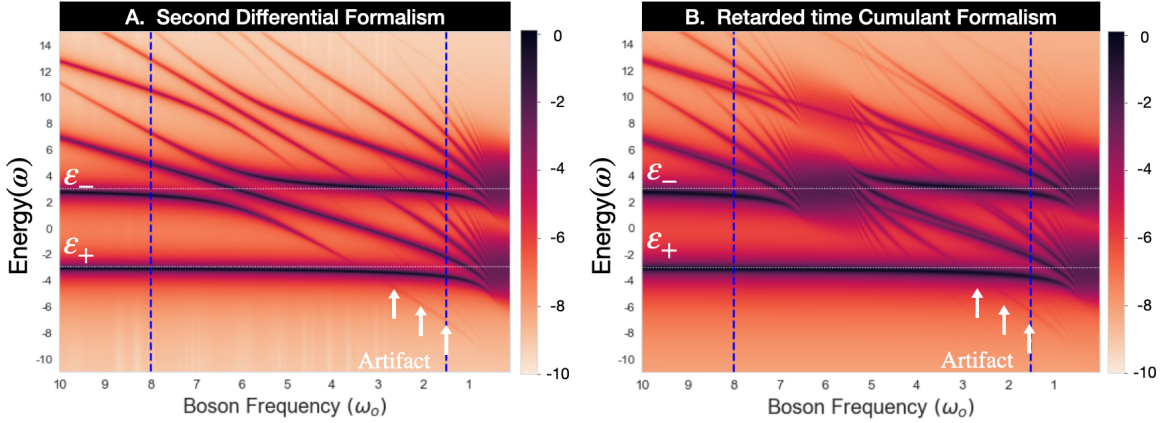 A. Second Differential Formalism
14
12
10
8
6
4
2
0
-2
-4
-6
-8
-10
Energy(ω)
ε₋
ε₊
Artifact
10 9 8 7 6 5 4 3 2 1
Boson Frequency (ωₒ)
0
-2
-4
-6
-8
-10
B. Retarded time Cumulant Formalism
14
12
10
8
6
4
2
0
-2
-4
-6
-8
-10
Energy(ω)
ε₋
ε₊
Artifact
10 9 8 7 6 5 4 3 2 1
Boson Frequency (ωₒ)
0
-2
-4
-6
-8
-10